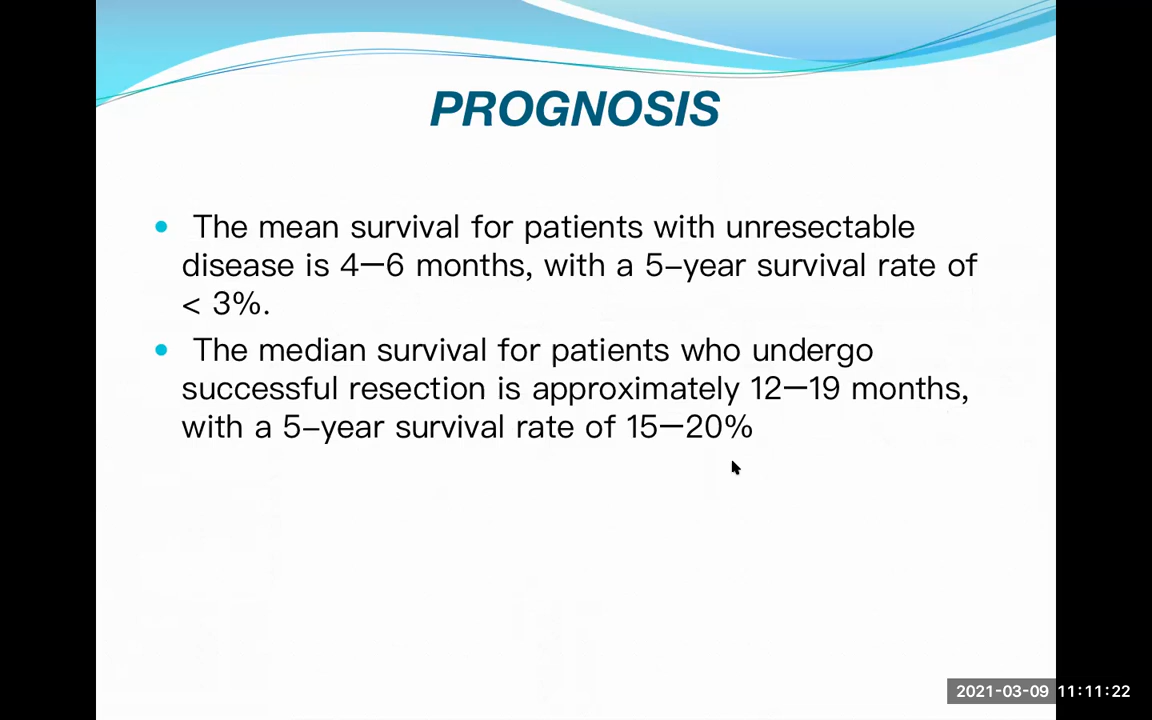 PROGNOSIS
• The mean survival for patients with unresectable
disease is 4–6 months, with a 5-year survival rate of
< 3%.
• The median survival for patients who undergo
successful resection is approximately 12–19 months,
with a 5-year survival rate of 15–20%
2021-03-09 11:11:22